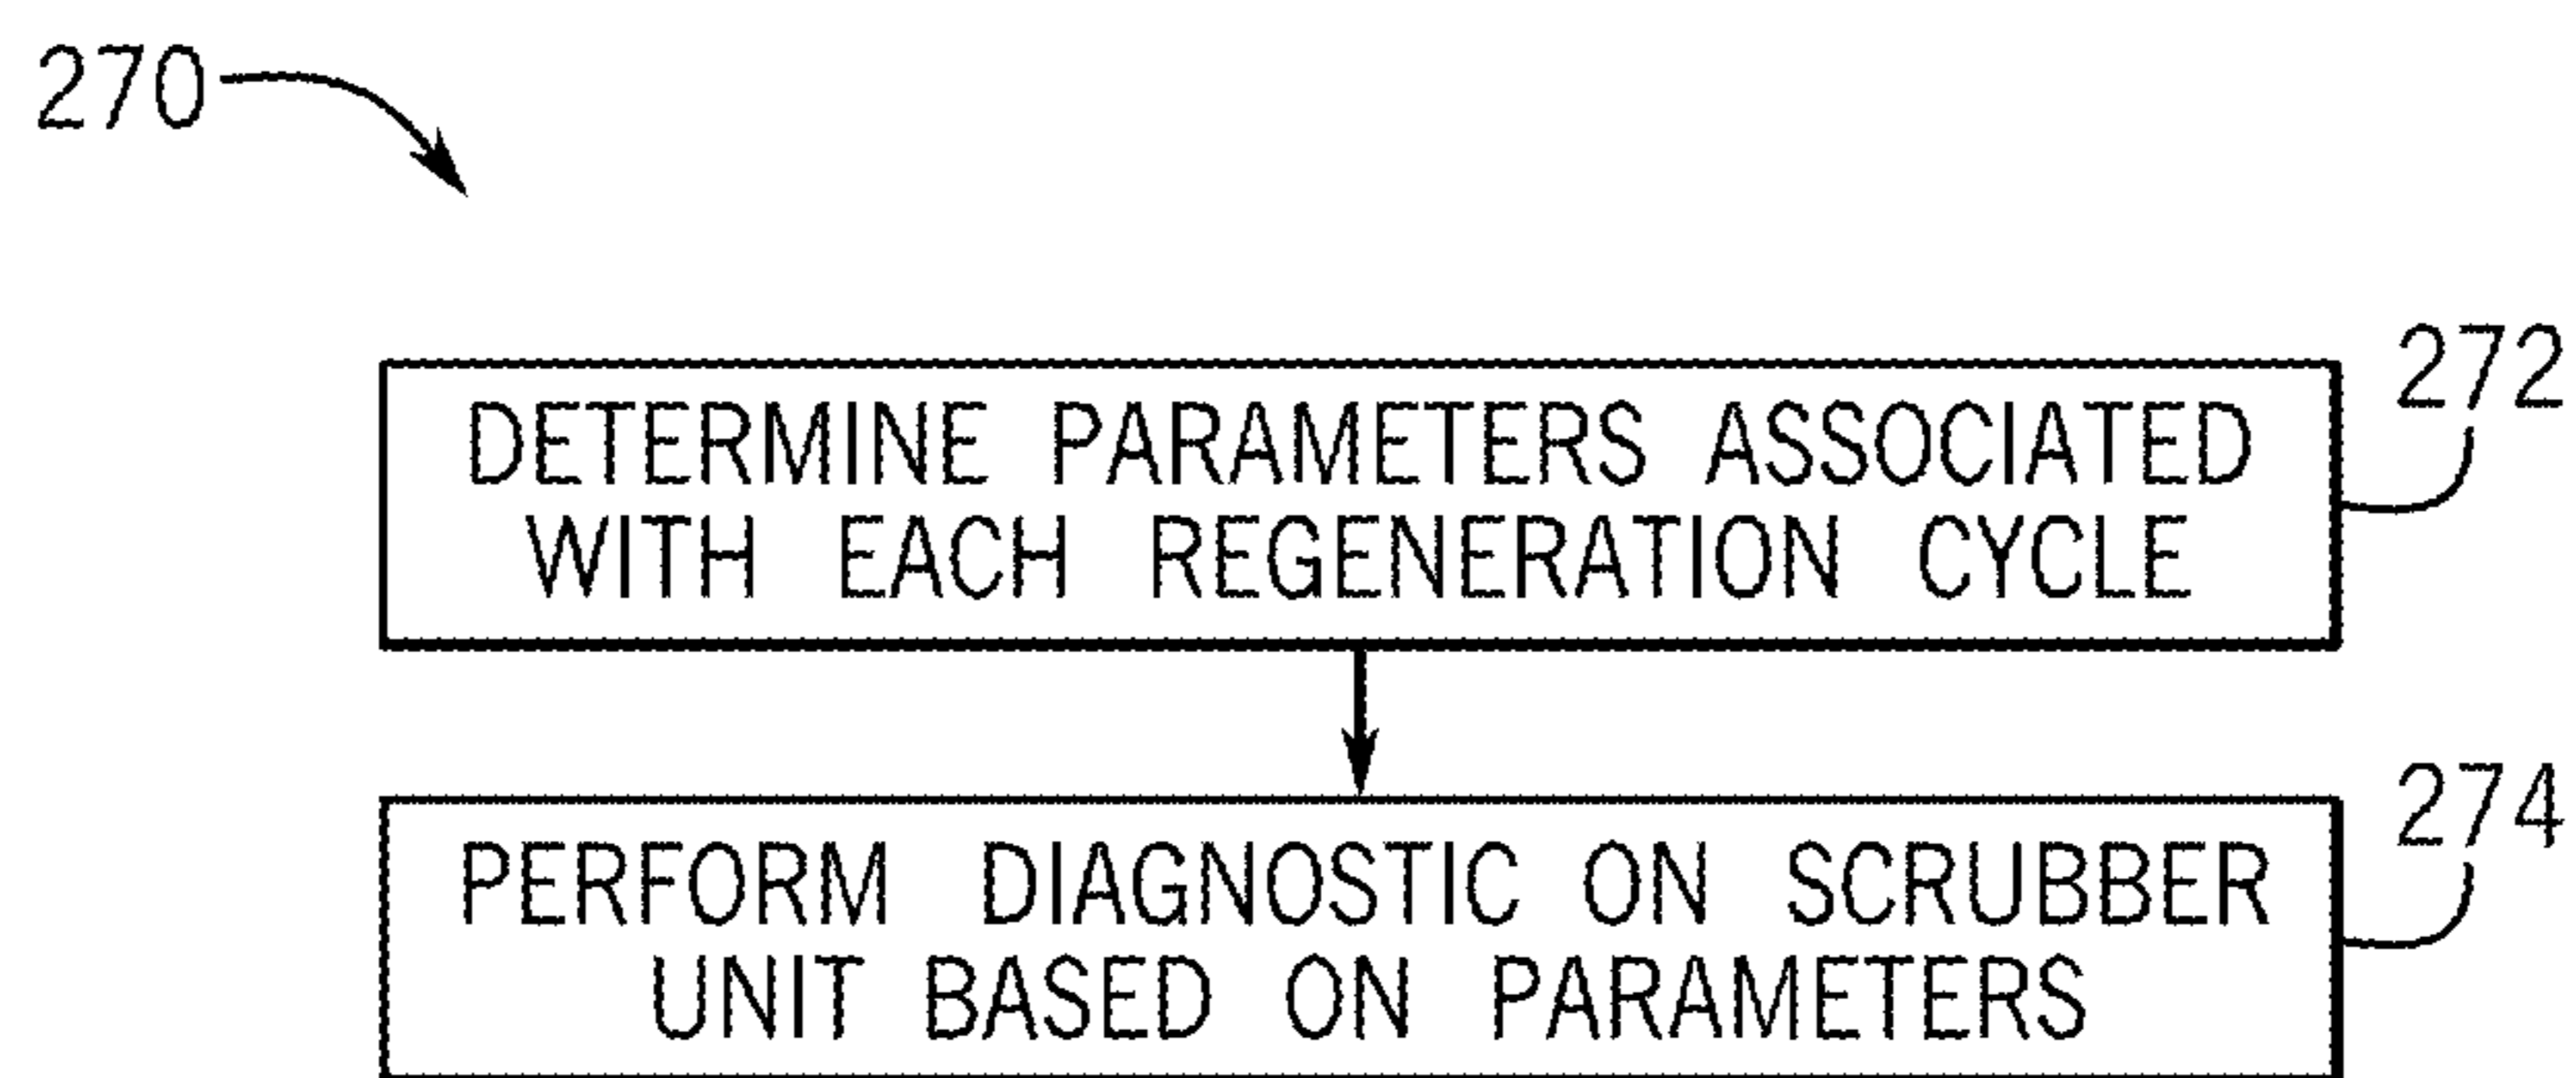 270
272
DETERMINE PARAMETERS ASSOCIATED
WITH EACH REGENERATION CYCLE
274
PERFORM DIAGNOSTIC ON SCRUBBER
UNIT BASED ON PARAMETERS